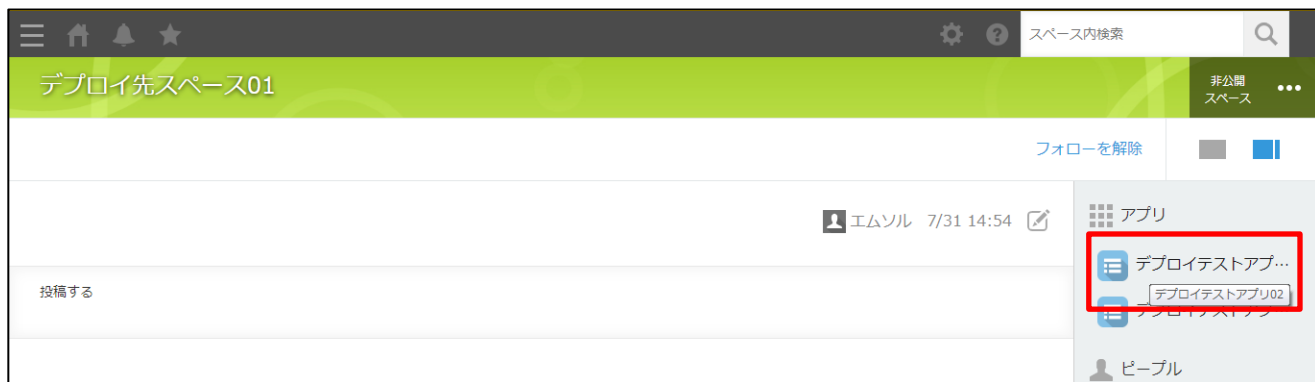 スペース内検索
デプロイ先スペース01
非公開
スペース
フォローを解除
エムソル 7/31 14:54
アプリ
デプロイテストアプ…
デプロイテストアプリ02
投稿する
ピープル